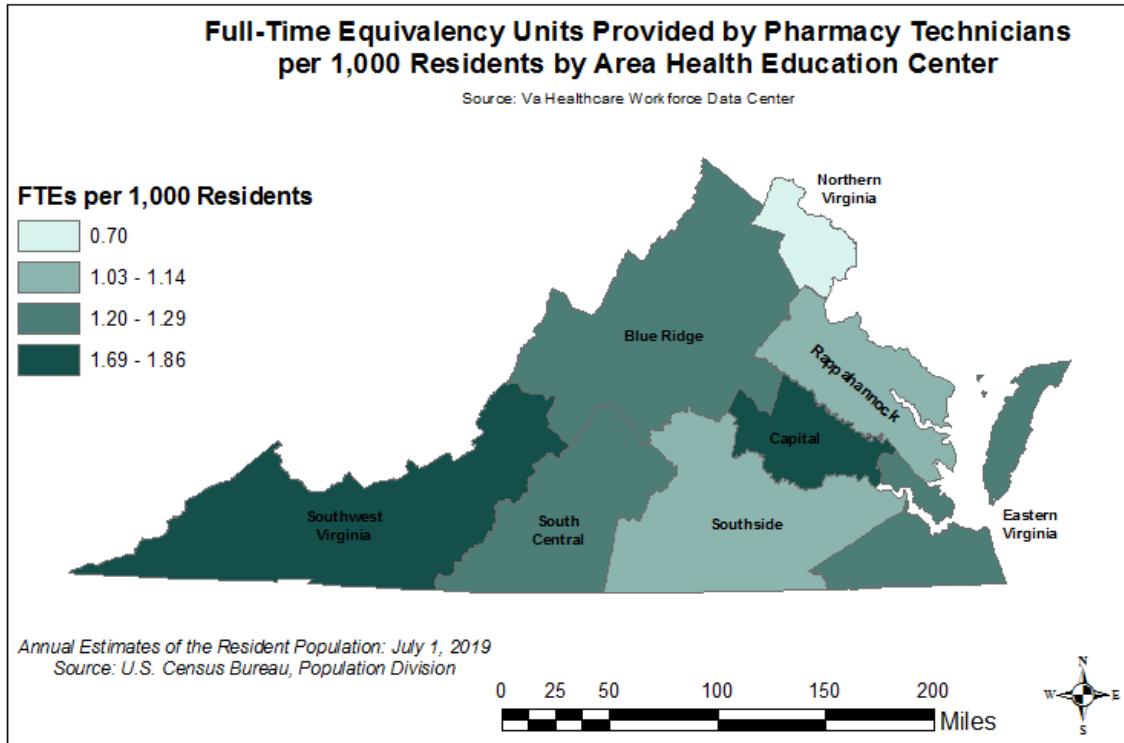 Full-Time Equivalency Units Provided by Pharmacy Technicians
per 1,000 Residents by Area Health Education Center
Source: Va Healthcare Workforce Data Center
FTEs per 1,000 Residents
0.70
1.03 - 1.14
1.20 - 1.29
1.69 - 1.86
Northern
Virginia
Blue Ridge
Rappahannock
Capital
Southwest
Virginia
South
Central
Southside
Eastern
Virginia
Annual Estimates of the Resident Population: July 1, 2019
Source: U.S. Census Bureau, Population Division
0 25 50 100 150 200
Miles
N
W E
S